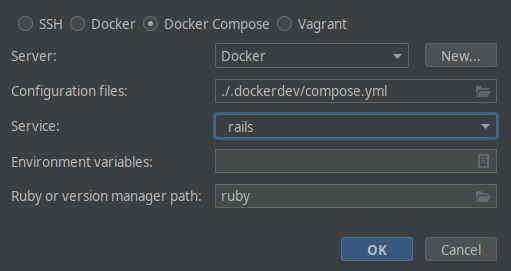 SSH Docker Docker Compose Vagrant
Server: Docker New...
Configuration files: ./.dockerdev/compose.yml
Service: rails
Environment variables:
Ruby or version manager path: ruby
OK Cancel